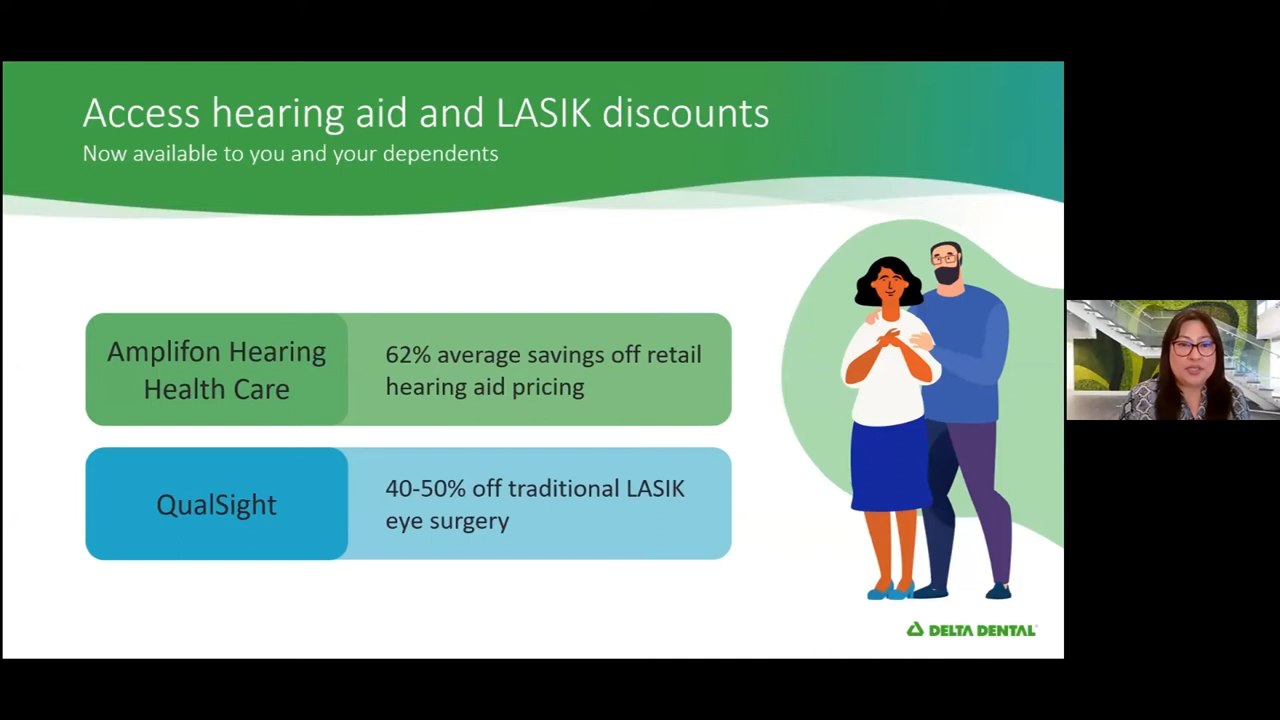 Access hearing aid and LASIK discounts
Now available to you and your dependents
Amplifon Hearing
Health Care
62% average savings off retail
hearing aid pricing
QualSight
40-50% off traditional LASIK
eye surgery
DELTA DENTAL